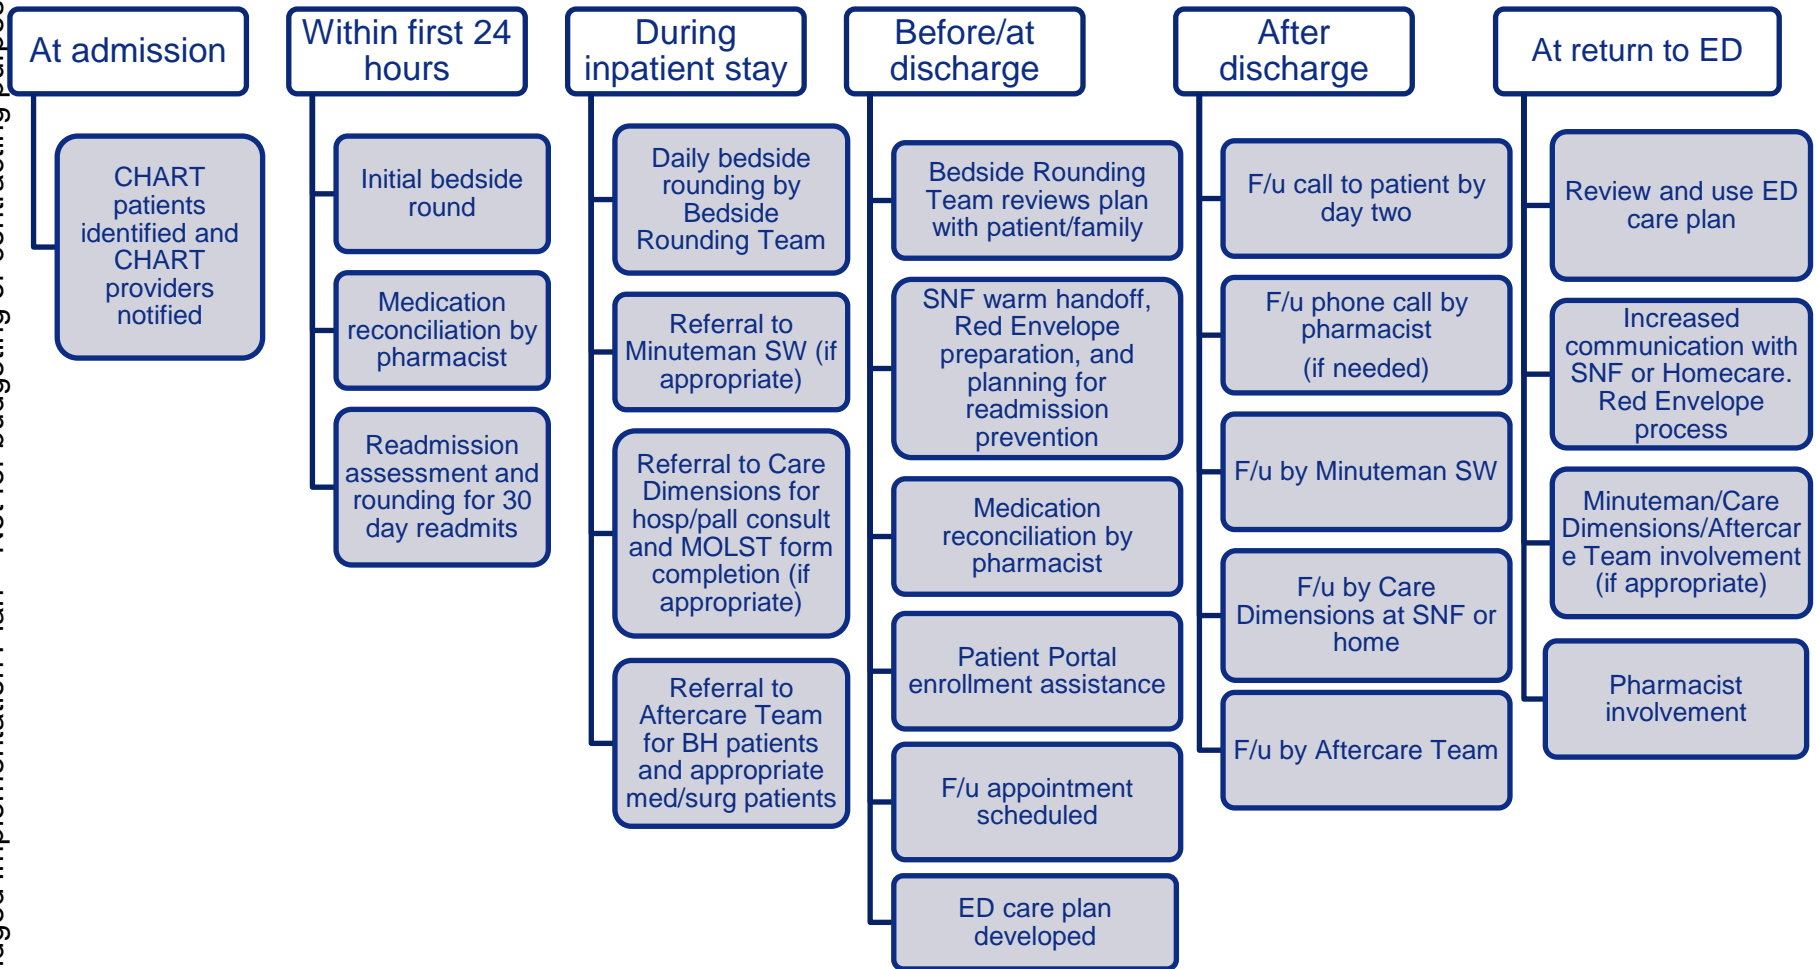 At admission
CHART
patients
identified and
CHART
providers
notified
Within first 24
hours
Initial bedside
round
Medication
reconciliation by
pharmacist
Readmission
assessment and
rounding for 30
day readmits
During
inpatient stay
Daily bedside
rounding by
Bedside
Rounding Team
Referral to
Minuteman SW (if
appropriate)
Referral to Care
Dimensions for
hosp/pall consult
and MOLST form
completion (if
appropriate)
Referral to
Aftercare Team
for BH patients
and appropriate
med/surg patients
Before/at
discharge
Bedside Rounding
Team reviews plan
with patient/family
SNF warm handoff,
Red Envelope
preparation, and
planning for
readmission
prevention
Medication
reconciliation by
pharmacist
Patient Portal
enrollment assistance
F/u appointment
scheduled
ED care plan
developed
After
discharge
F/u call to patient by
day two
F/u phone call by
pharmacist
(if needed)
F/u by Minuteman SW
F/u by Care
Dimensions at SNF or
home
F/u by Aftercare Team
At return to ED
Review and use ED
care plan
Increased
communication with
SNF or Homecare.
Red Envelope
process
Minuteman/Care
Dimensions/Aftercar
e Team involvement
(if appropriate)
Pharmacist
involvement